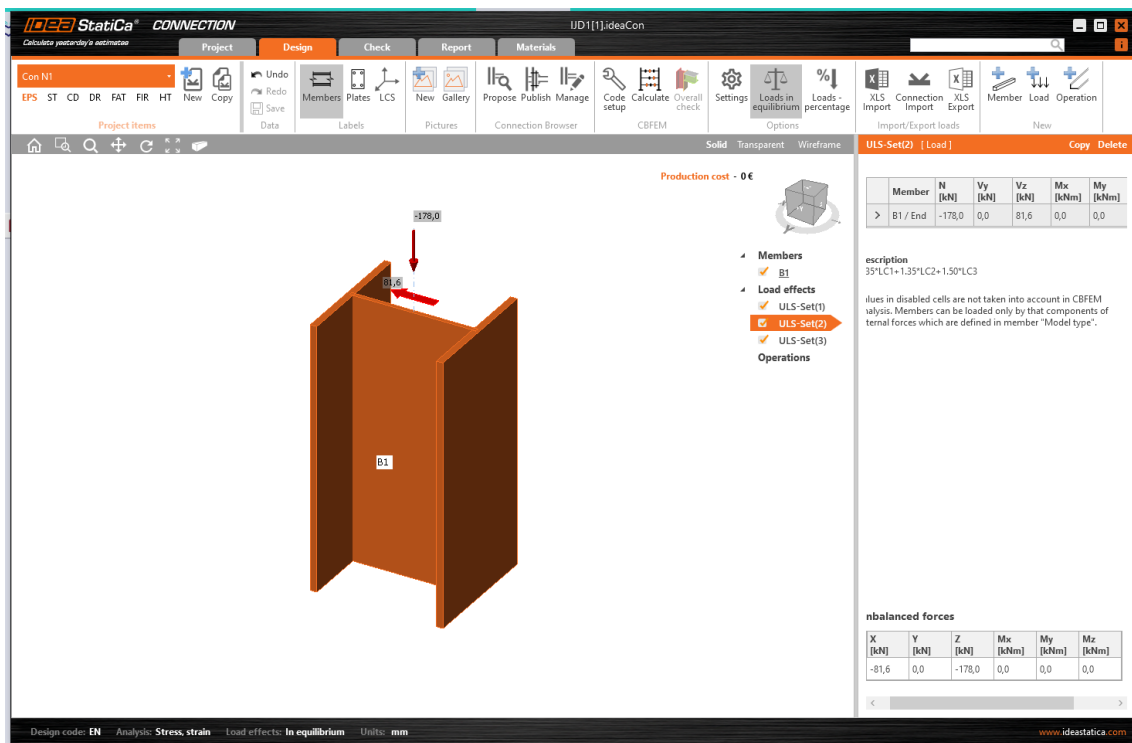 IDEA StatiCa® CONNECTION
IJD1[1].ideaCon
Calculate yesterday's estimates
Project Design Check Report Materials
Con N1
EPS ST CD DR FAT FIR HT
New Copy
Project items
Undo
Redo
Save
Data
Members Plates LCS
Labels
New Gallery
Pictures
Propose Publish Manage
Connection Browser
Code setup Calculate Overall check
CBFEM
Settings Loads in equilibrium Loads - percentage
Options
XLS Import Connection Import XLS Export
Import/Export loads
Member Load Operation
New
Solid Transparent Wireframe
Production cost - 0 €
-178,0
81,6
B1
Members
B1
Load effects
ULS-Set(1)
ULS-Set(2)
ULS-Set(3)
Operations
ULS-Set(2) [ Load ] Copy Delete
Member N [kN] Vy [kN] Vz [kN] Mx [kNm] My [kNm]
> B1 / End -178,0 0,0 81,6 0,0 0,0
escription
35*LC1+1.35*LC2+1.50*LC3
alues in disabled cells are not taken into account in CBFEM
nalysis. Members can be loaded only by that components of
ternal forces which are defined in member "Model type".
nbalanced forces
X [kN] Y [kN] Z [kN] Mx [kNm] My [kNm] Mz [kNm]
-81,6 0,0 -178,0 0,0 0,0 0,0
Design code: EN Analysis: Stress, strain Load effects: In equilibrium Units: mm
www.ideastatica.com